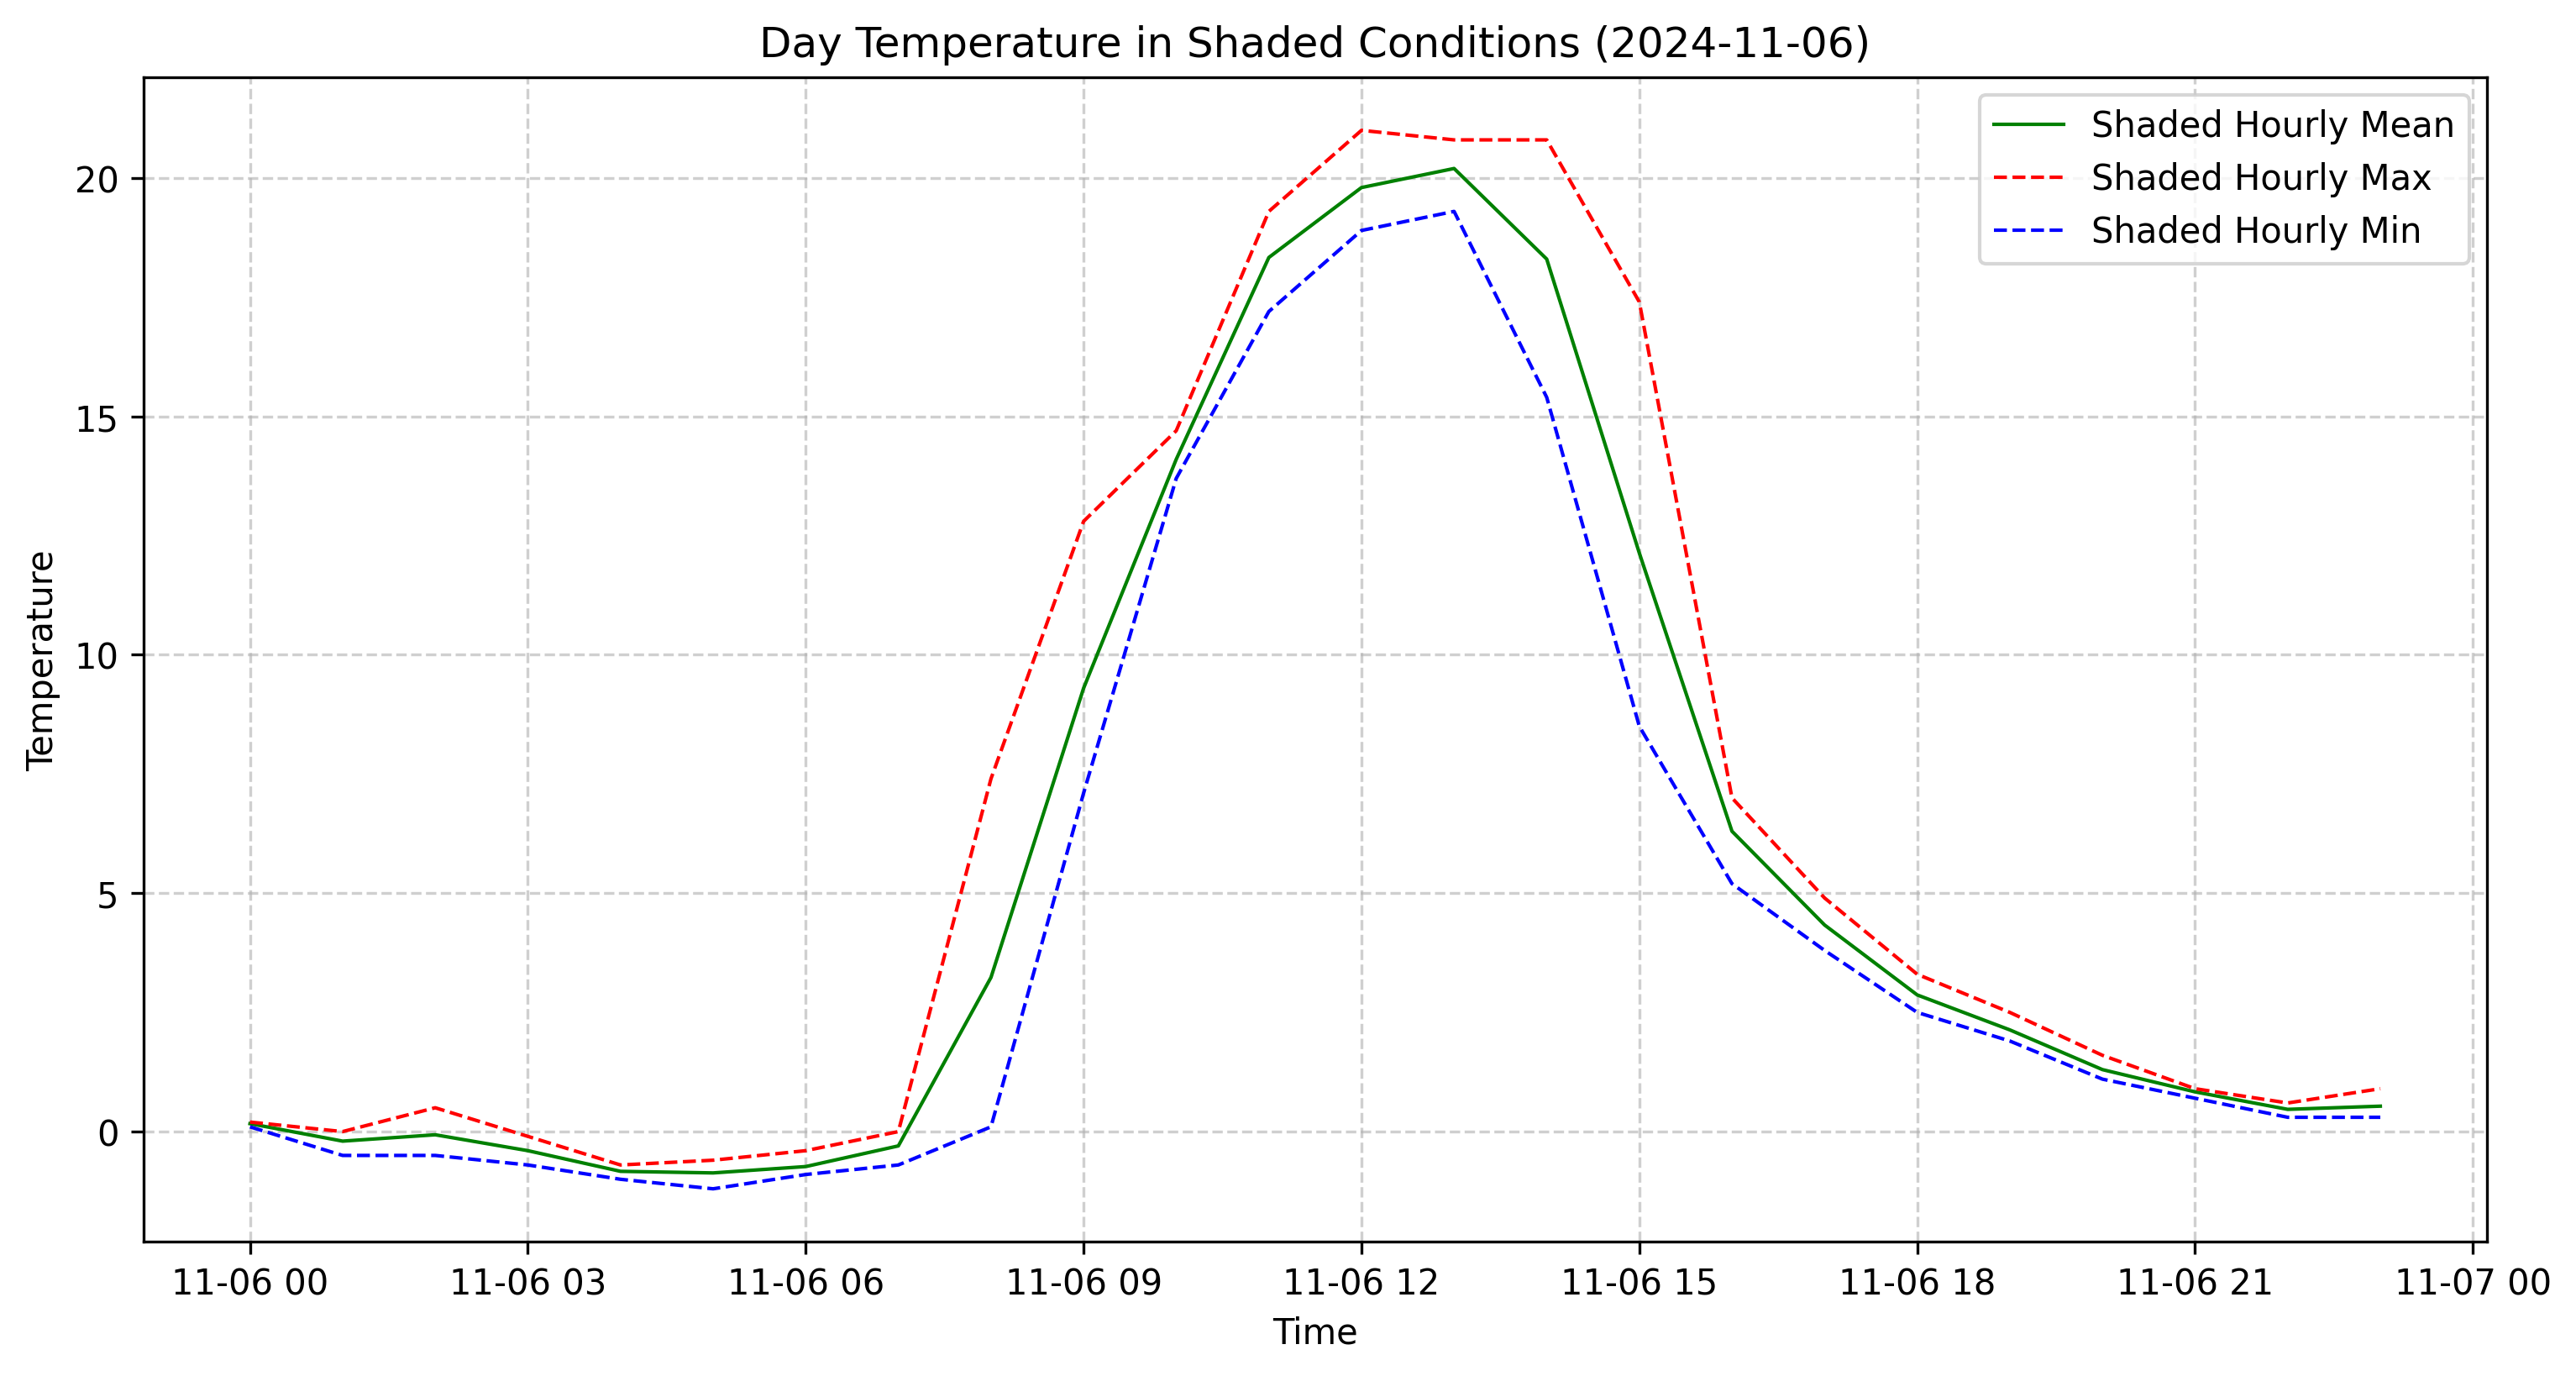 Day Temperature in Shaded Conditions (2024-11-06)
Shaded Hourly Mean
Shaded Hourly Max
Shaded Hourly Min
Temperature
20
15
10
5
0
11-06 00 11-06 03 11-06 06 11-06 09 11-06 12 11-06 15 11-06 18 11-06 21 11-07 00
Time